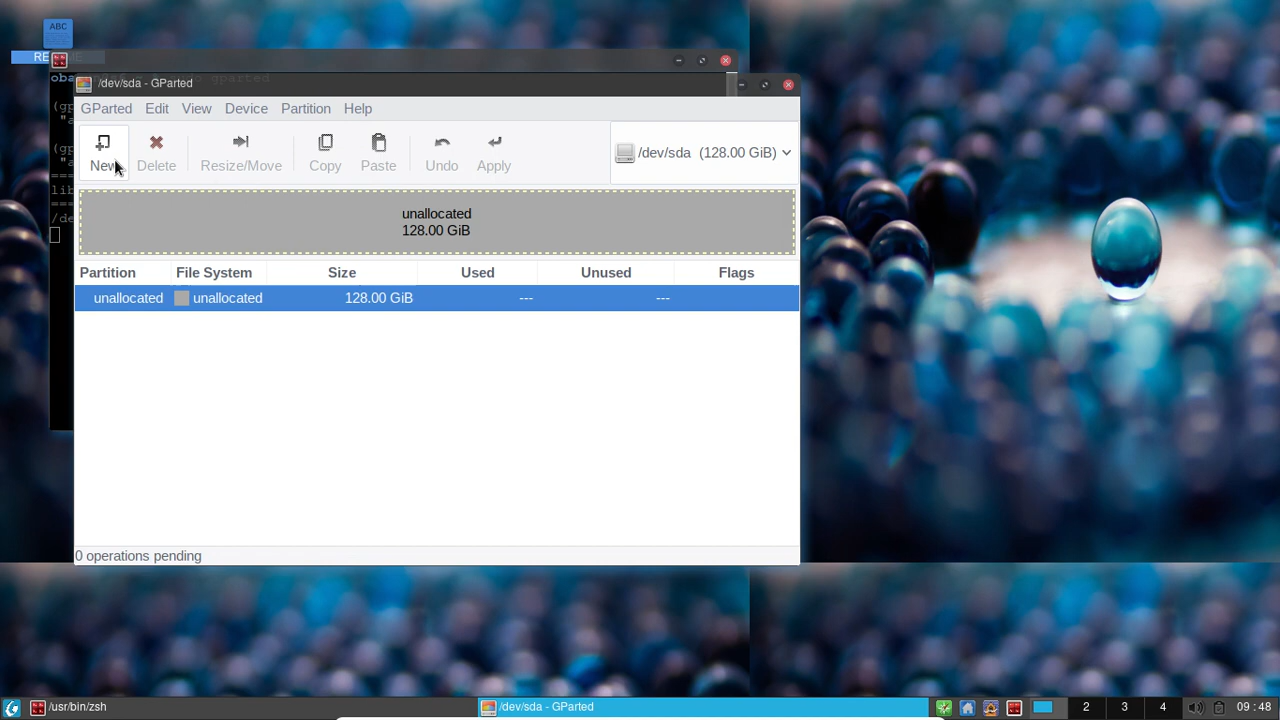 ABC
/dev/sda - GParted
GParted Edit View Device Partition Help
New Delete Resize/Move Copy Paste Undo Apply
/dev/sda (128.00 GiB)
unallocated
128.00 GiB
Partition File System Size Used Unused Flags
unallocated unallocated 128.00 GiB --- ---
0 operations pending
/usr/bin/zsh
/dev/sda - GParted
2 3 4
09:48